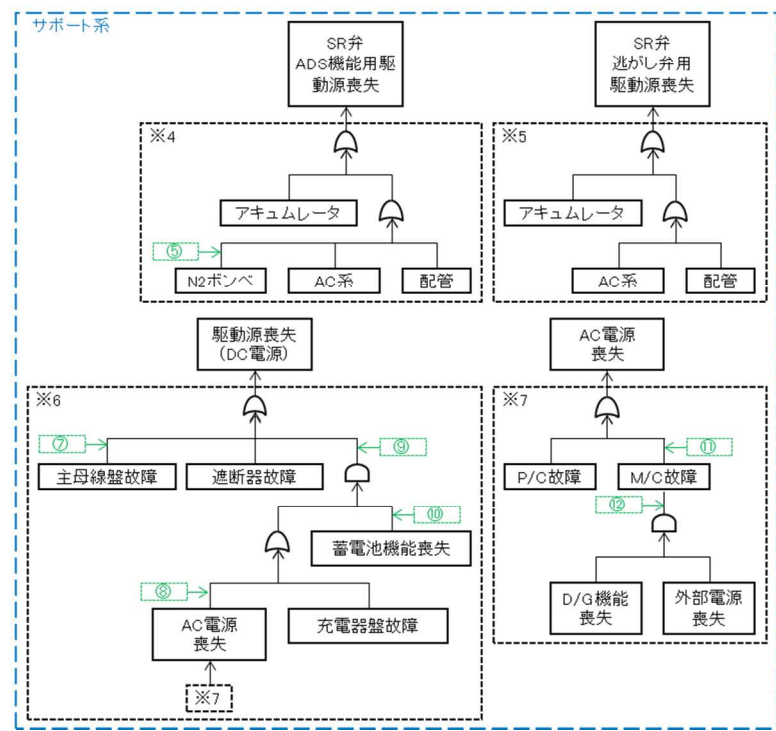 サポート系
SR弁
ADS機能用駆
動源喪失
SR弁
逃がし弁用
駆動源喪失
※4
アキュムレータ
⑤
N2ボンベ
AC系
配管
※5
アキュムレータ
AC系
配管
駆動源喪失
(DC電源)
AC電源
喪失
※6
⑦
⑨
主母線盤故障
遮断器故障
⑩
蓄電池機能喪失
⑧
AC電源
喪失
充電器盤故障
※7
※7
⑪
P/C故障
M/C故障
⑫
D/G機能
喪失
外部電源
喪失